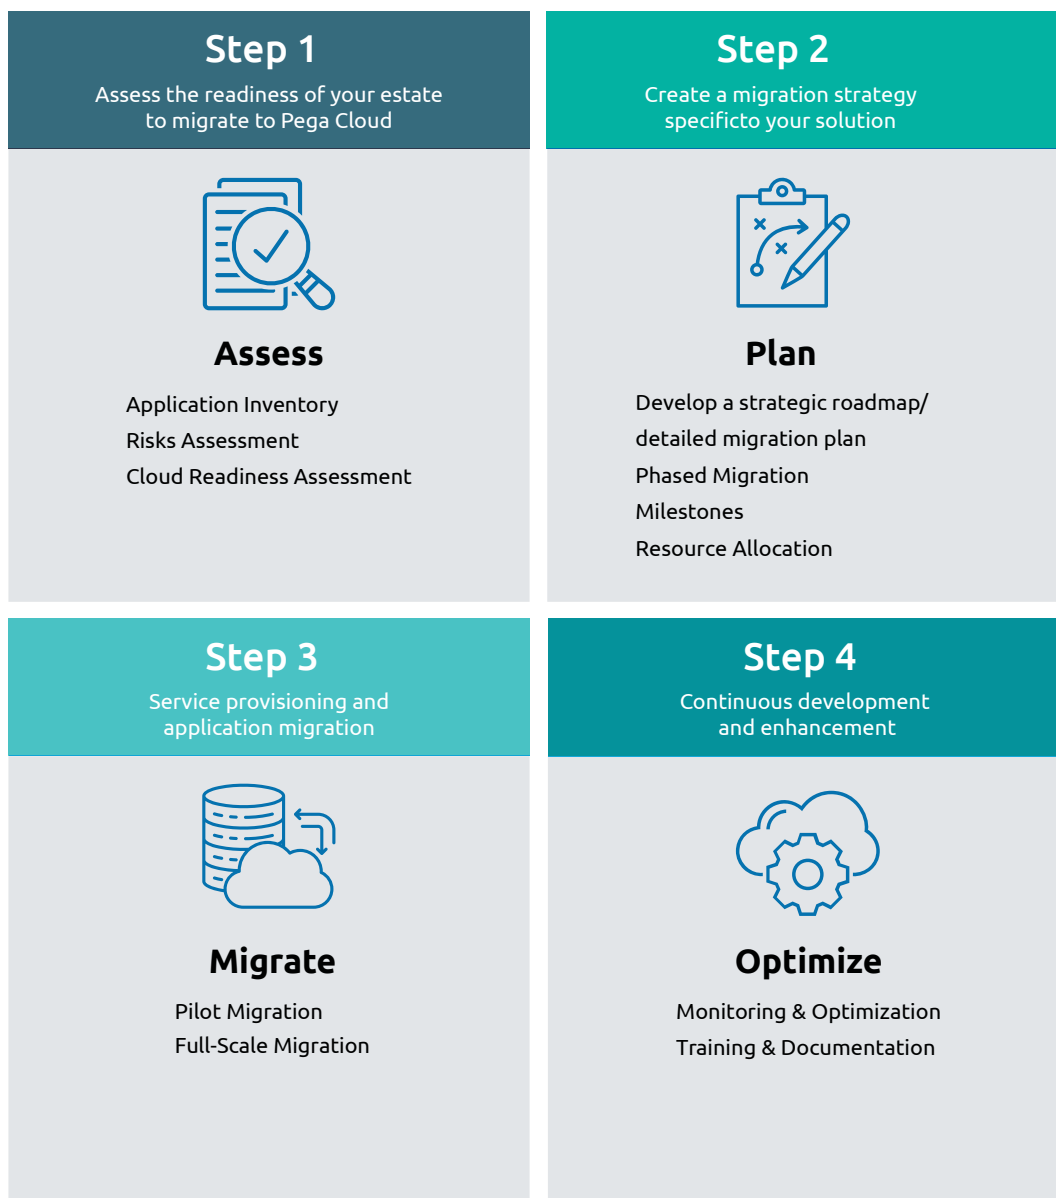 Step 1
Assess the readiness of your estate
to migrate to Pega Cloud
Assess
Application Inventory
Risks Assessment
Cloud Readiness Assessment
Step 2
Create a migration strategy
specificto your solution
Plan
Develop a strategic roadmap/
detailed migration plan
Phased Migration
Milestones
Resource Allocation
Step 3
Service provisioning and
application migration
Migrate
Pilot Migration
Full-Scale Migration
Step 4
Continuous development
and enhancement
Optimize
Monitoring & Optimization
Training & Documentation